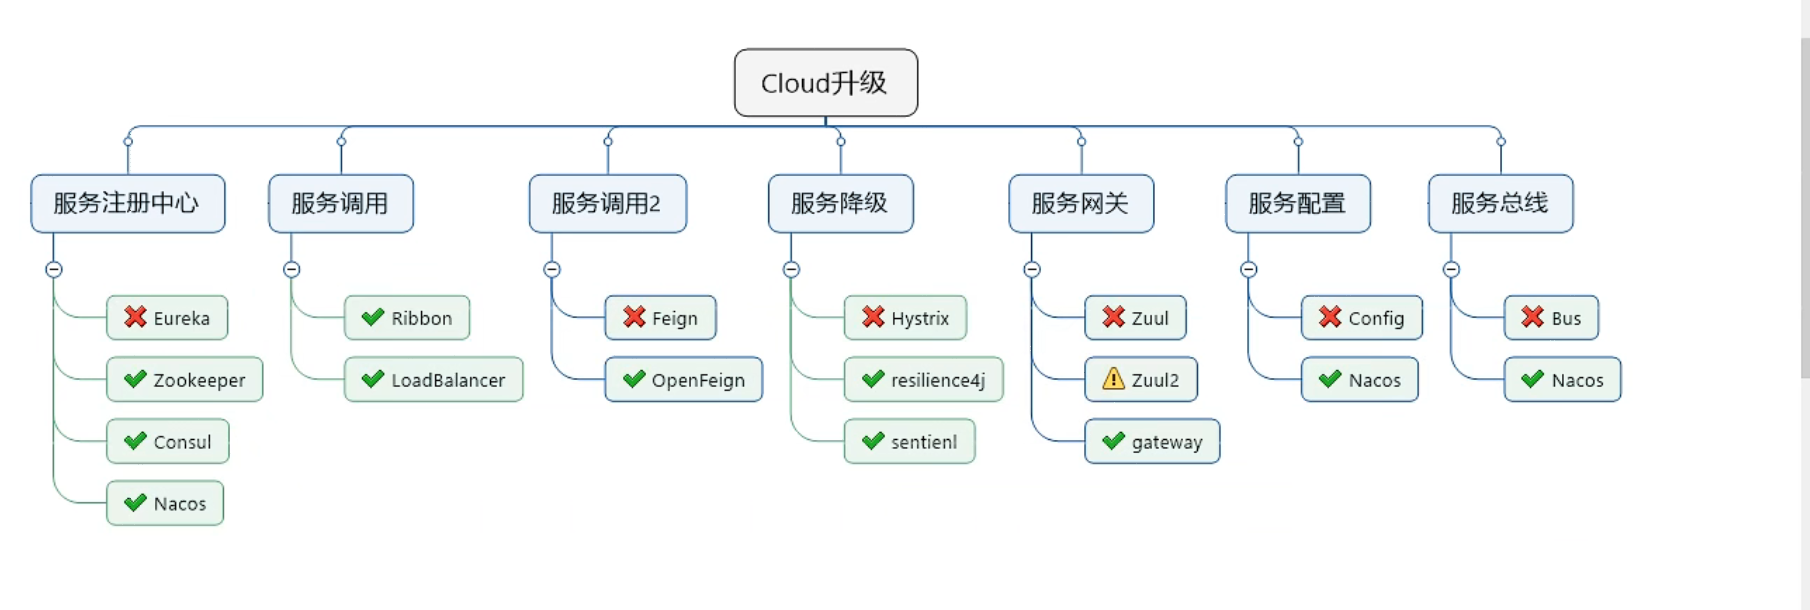 Cloud升级
服务注册中心
服务调用
服务调用2
服务降级
服务网关
服务配置
服务总线
Eureka
Zookeeper
Consul
Nacos
Ribbon
LoadBalancer
Feign
OpenFeign
Hystrix
resilience4j
sentienl
Zuul
Zuul2
gateway
Config
Nacos
Bus
Nacos